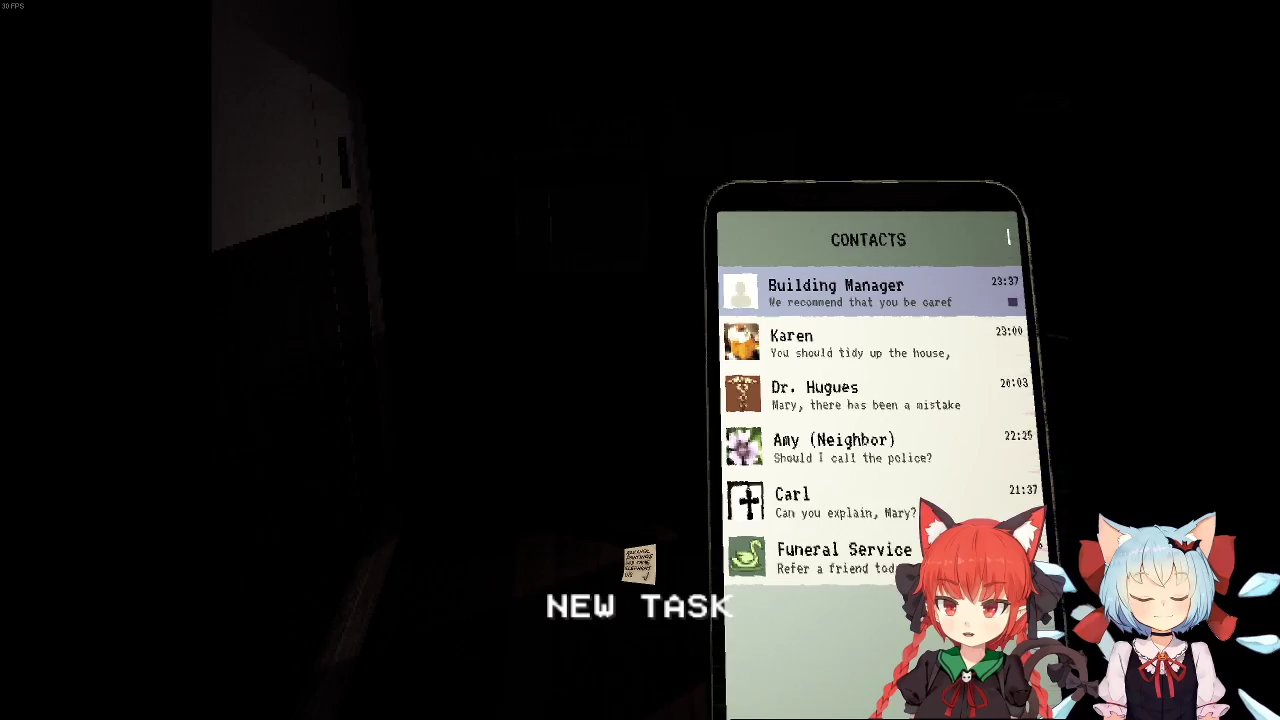 30 FPS
CONTACTS
Building Manager
23:37
We recommend that you be caref
Karen
23:00
You should tidy up the house,
Dr. Hugues
20:03
Mary, there has been a mistake
Amy (Neighbor)
22:25
Should I call the police?
Carl
21:37
Can you explain, Mary?
Funeral Service
Refer a friend tod
NEW TASK